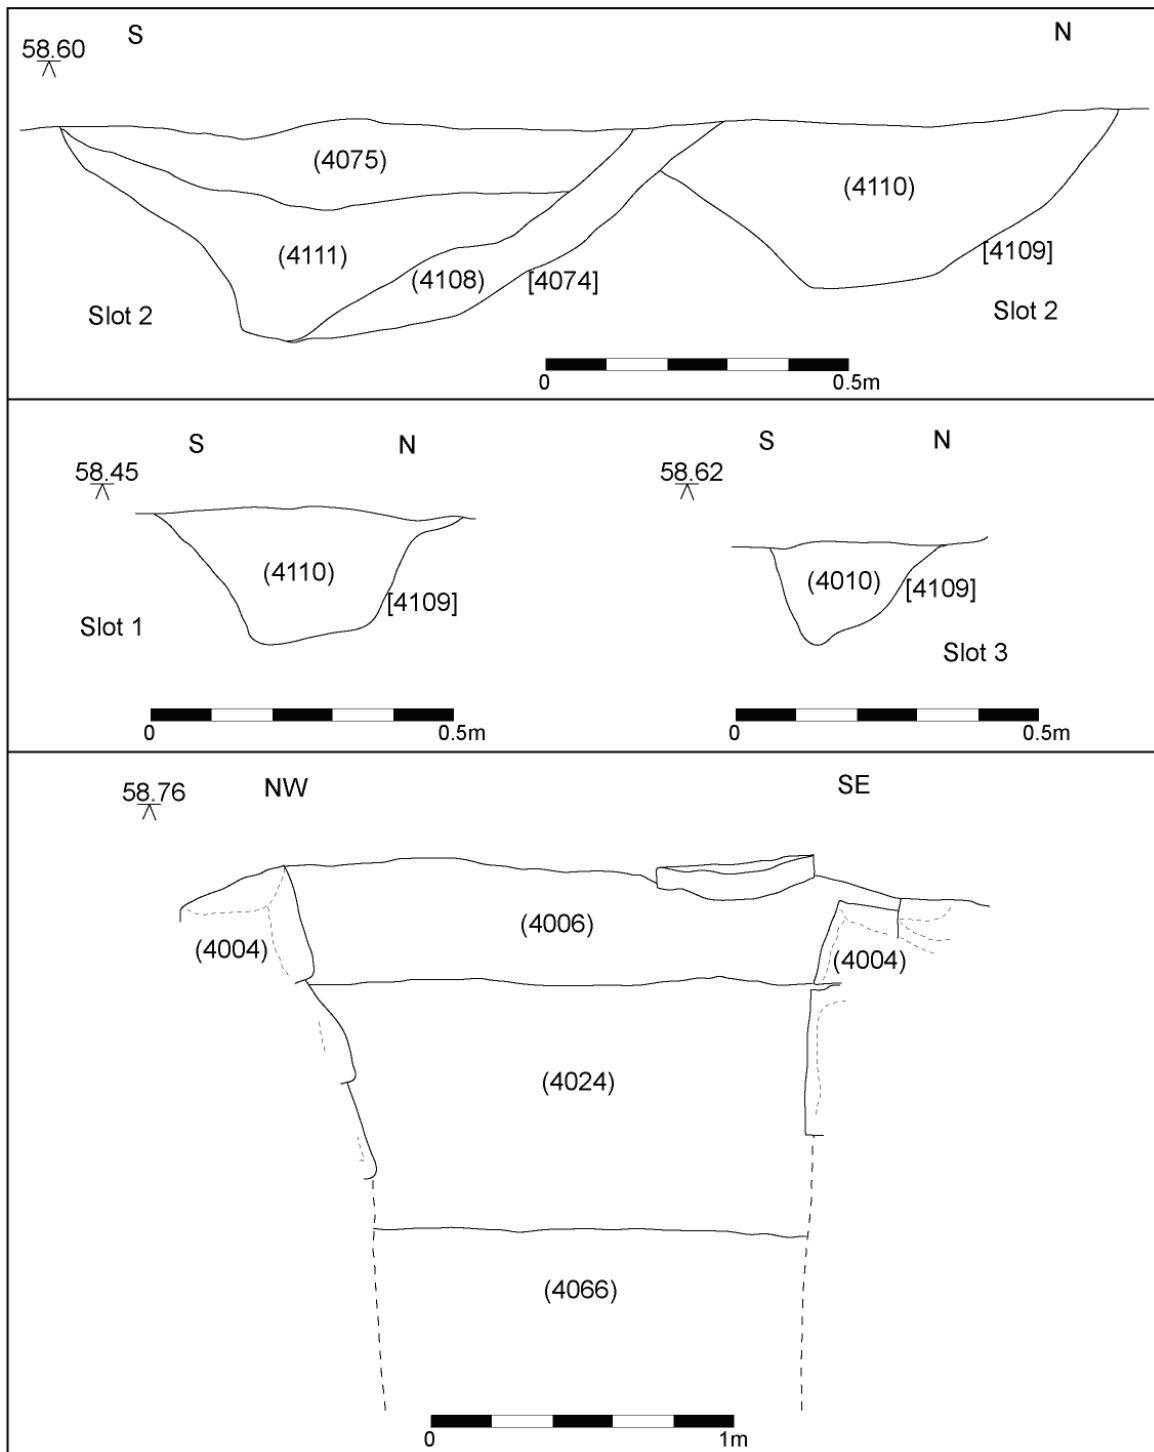 S N
58.60
(4075)
(4110)
(4111)
[4109]
(4108) [4074]
Slot 2 Slot 2
0 0.5m
S N S N
58.45 58.62
(4110) (4010)
[4109] [4109]
Slot 1 Slot 3
0 0.5m 0 0.5m
58.76 NW SE
(4006)
(4004) (4004)
(4024)
(4066)
0 1m